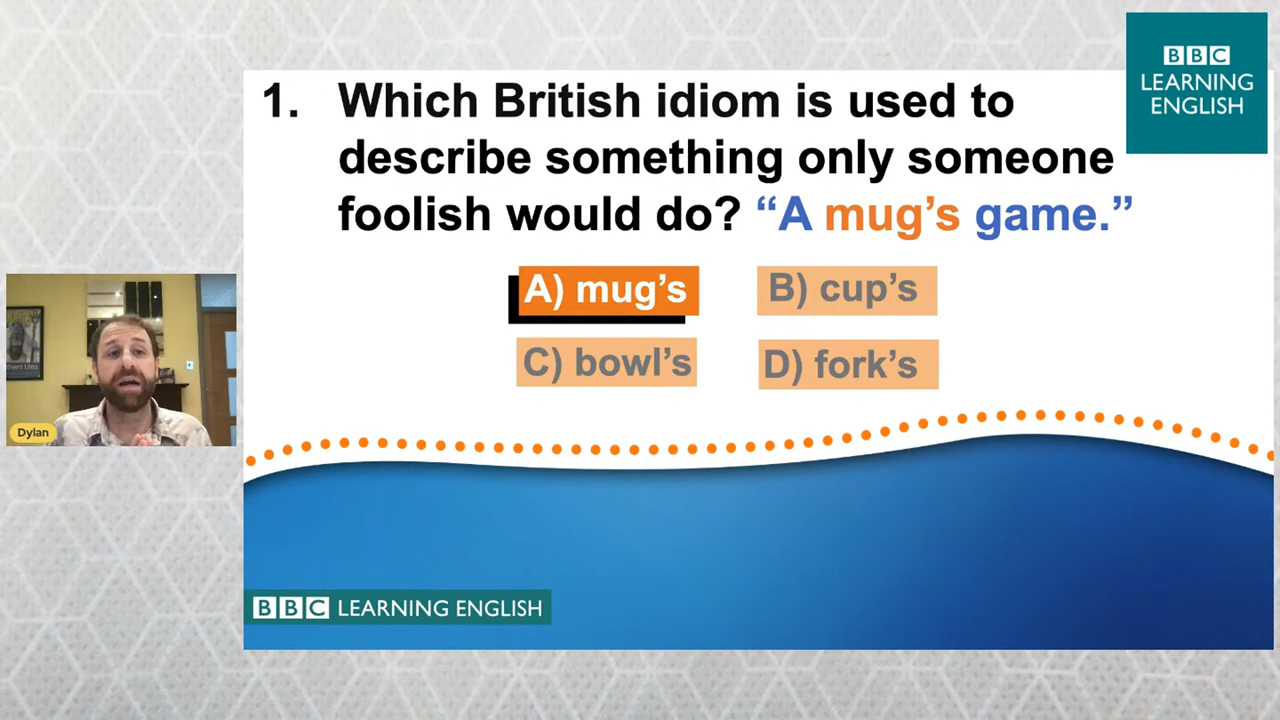 BBC
LEARNING
ENGLISH
1. Which British idiom is used to
describe something only someone
foolish would do? “A mug’s game.”
A) mug’s
B) cup’s
C) bowl’s
D) fork’s
Dylan
BBC LEARNING ENGLISH